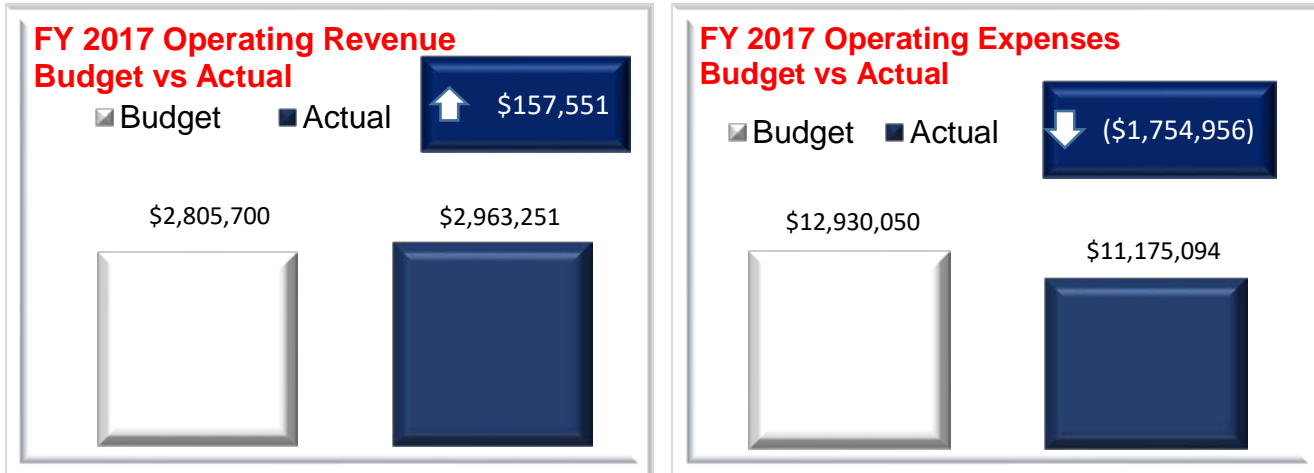 FY 2017 Operating Revenue
Budget vs Actual
Budget Actual
$157,551
$2,805,700
$2,963,251
FY 2017 Operating Expenses
Budget vs Actual
Budget Actual
($1,754,956)
$12,930,050
$11,175,094